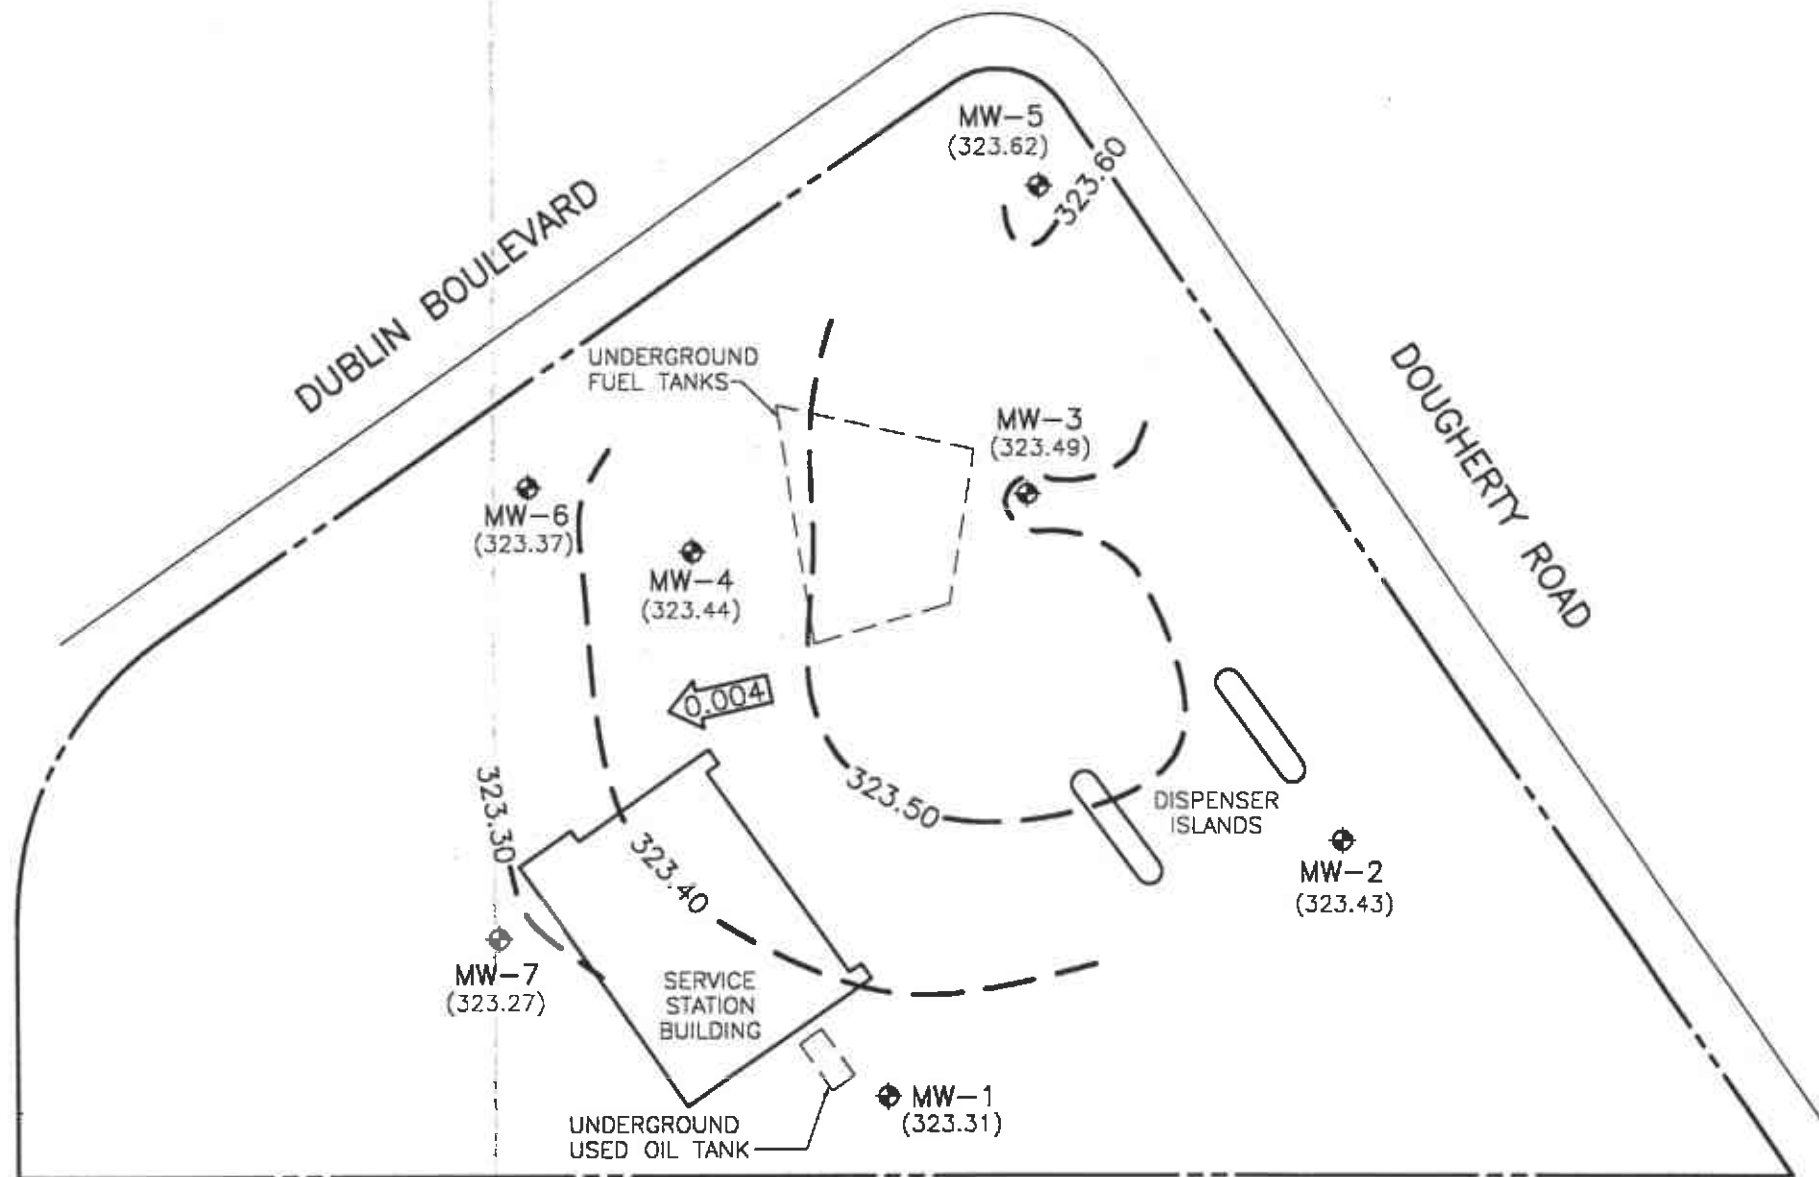 MW-5
(323.62)
323.60
DUBLIN BOULEVARD
UNDERGROUND
FUEL TANKS
DOUGHERTY ROAD
MW-3
(323.49)
MW-6
(323.37)
MW-4
(323.44)
0.004
323.30
323.50
323.40
DISPENSER
ISLANDS
MW-2
(323.43)
MW-7
(323.27)
SERVICE
STATION
BUILDING
MW-1
(323.31)
UNDERGROUND
USED OIL TANK